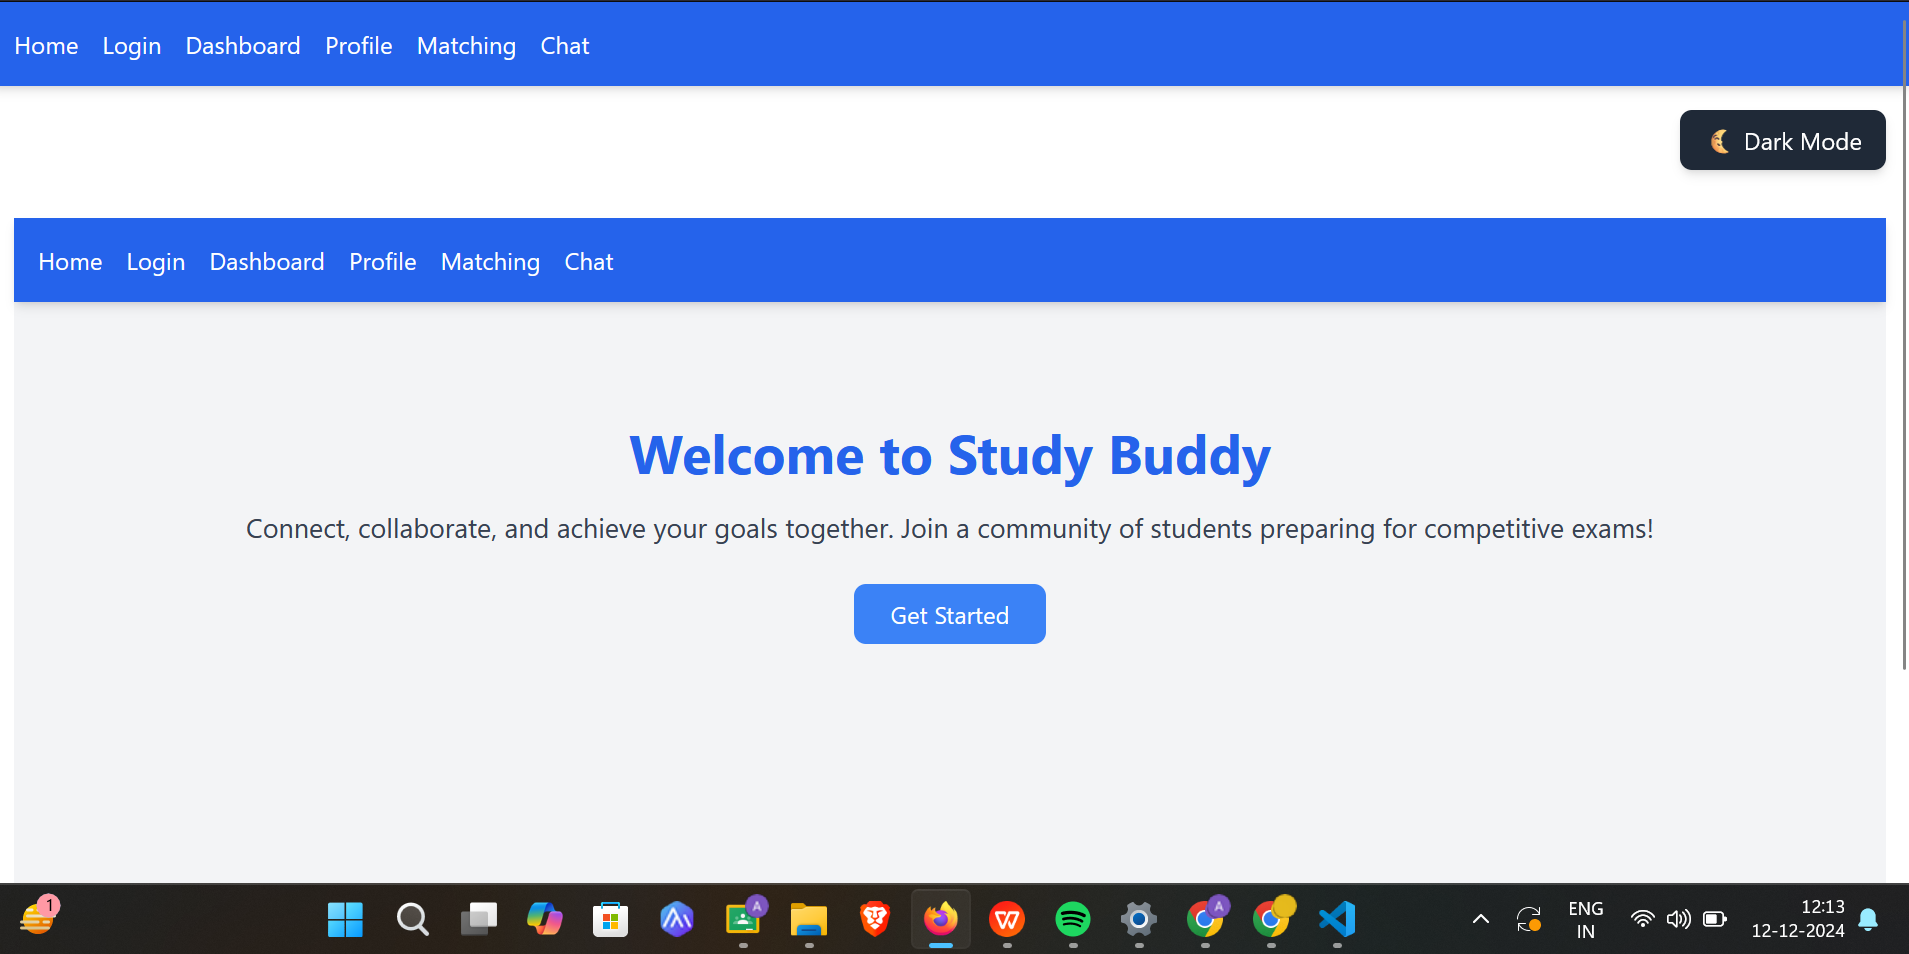 Home Login Dashboard Profile Matching Chat
Dark Mode
Home Login Dashboard Profile Matching Chat
Welcome to Study Buddy
Connect, collaborate, and achieve your goals together. Join a community of students preparing for competitive exams!
Get Started
1
A
A
ENG
IN
12:13
12-12-2024